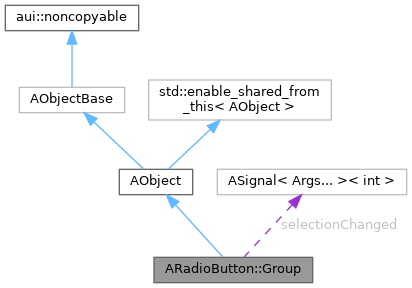 aui::noncopyable
AObjectBase
std::enable_shared_from
_this< AObject >
AObject
ASignal< Args... >< int >
selectionChanged
ARadioButton::Group